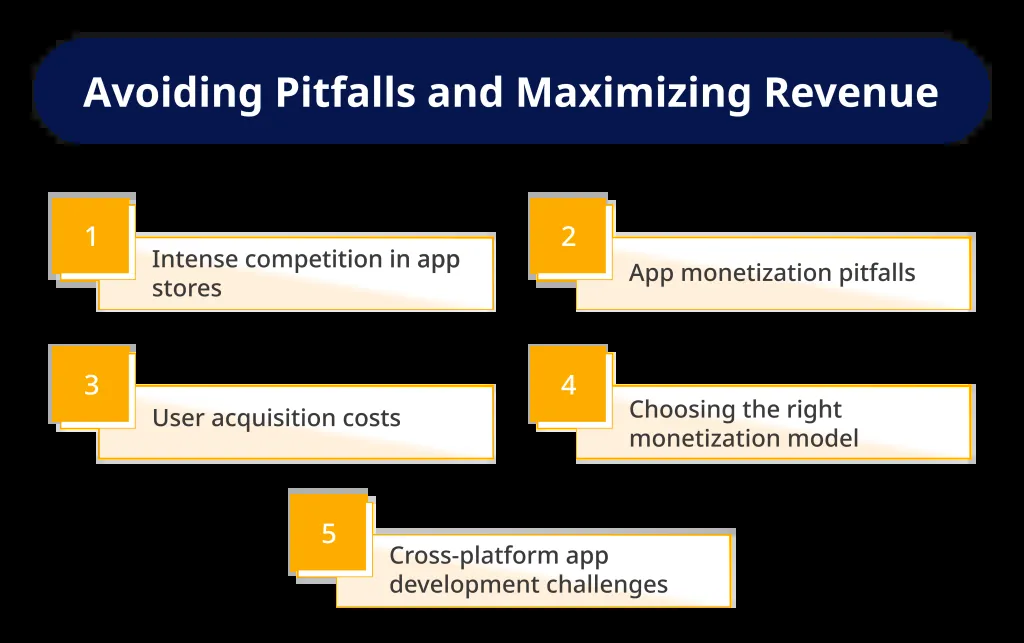 Avoiding Pitfalls and Maximizing Revenue
1
Intense competition in app
stores
2
App monetization pitfalls
3
User acquisition costs
4
Choosing the right
monetization model
5
Cross-platform app
development challenges